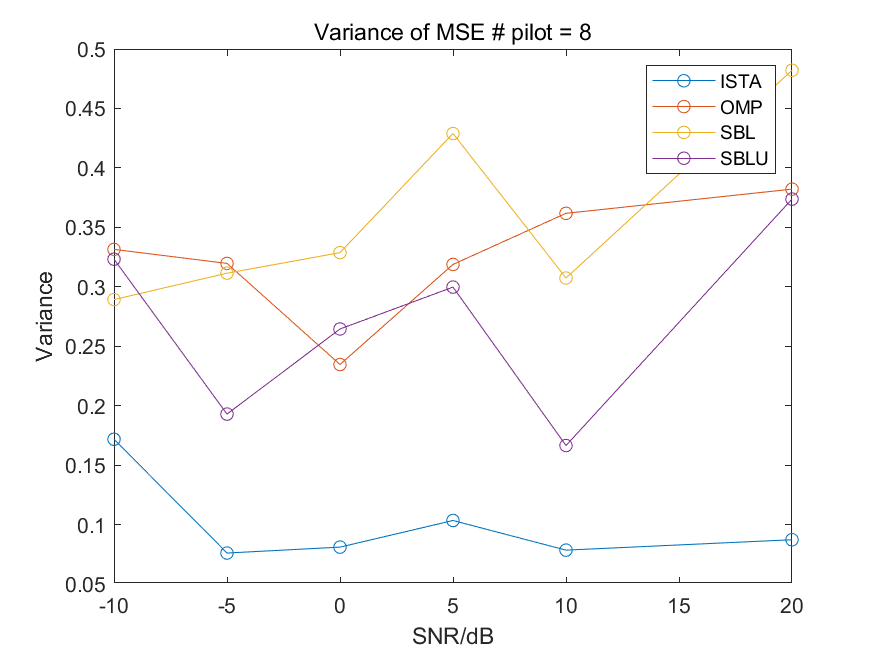 Variance of MSE # pilot = 8
0.5
0.45
0.4
0.35
0.3
0.25
0.2
0.15
0.1
0.05
Variance
ISTA
OMP
SBL
SBLU
-10 -5 0 5 10 15 20
SNR/dB